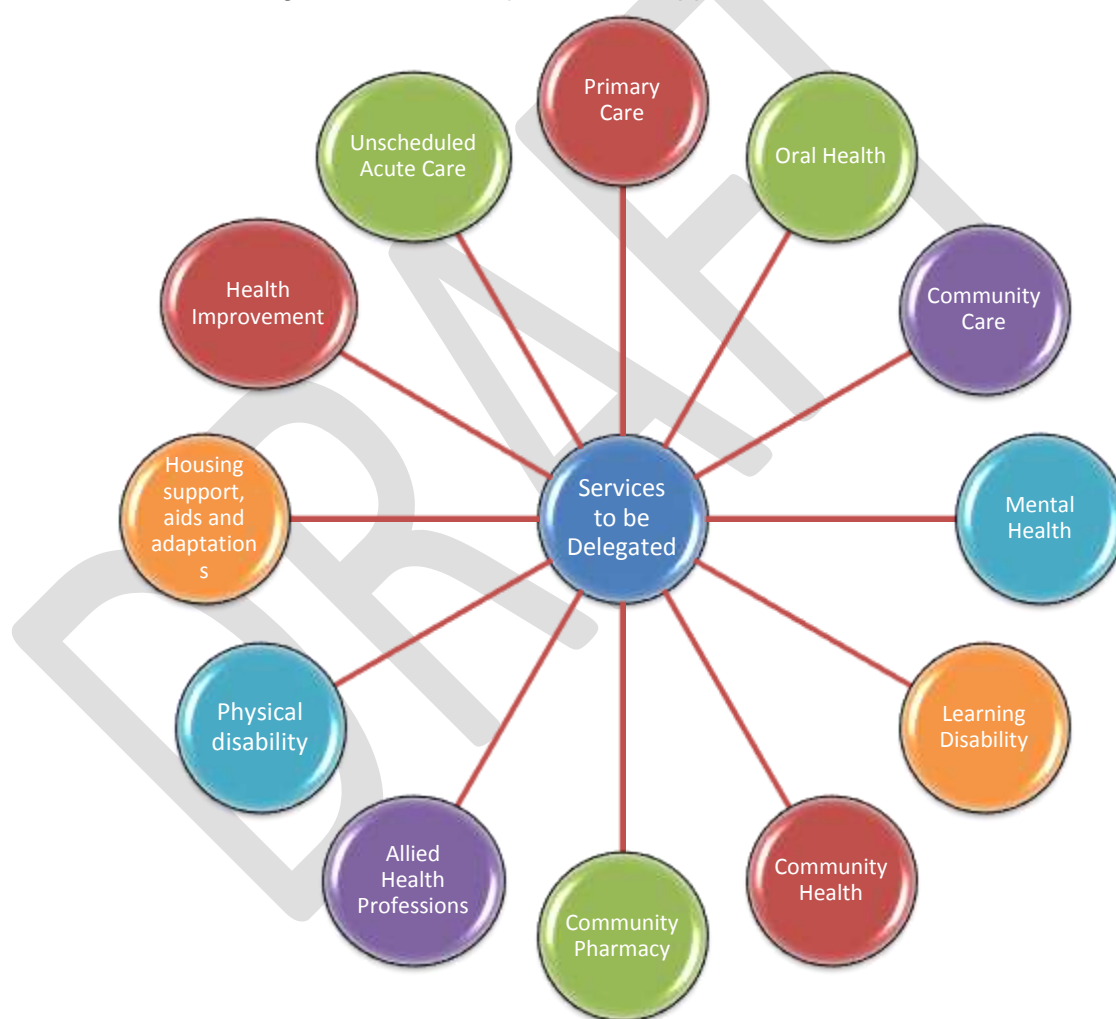 Primary
Care
Oral Health
Community
Care
Mental
Health
Learning
Disability
Community
Health
Community
Pharmacy
Allied
Health
Professions
Physical
disability
Housing
support,
aids and
adaptation
s
Health
Improvement
Unscheduled
Acute Care
Services
to be
Delegated
DRAFT